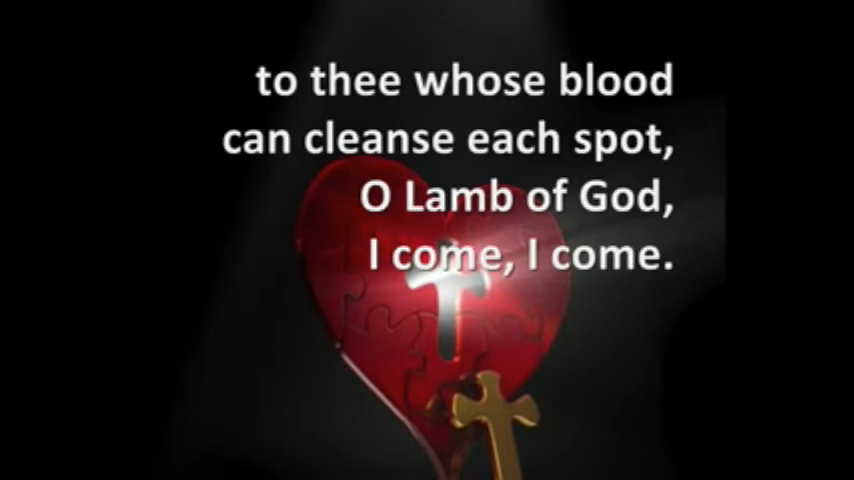 to thee whose blood
can cleanse each spot,
O Lamb of God,
I come, I come.